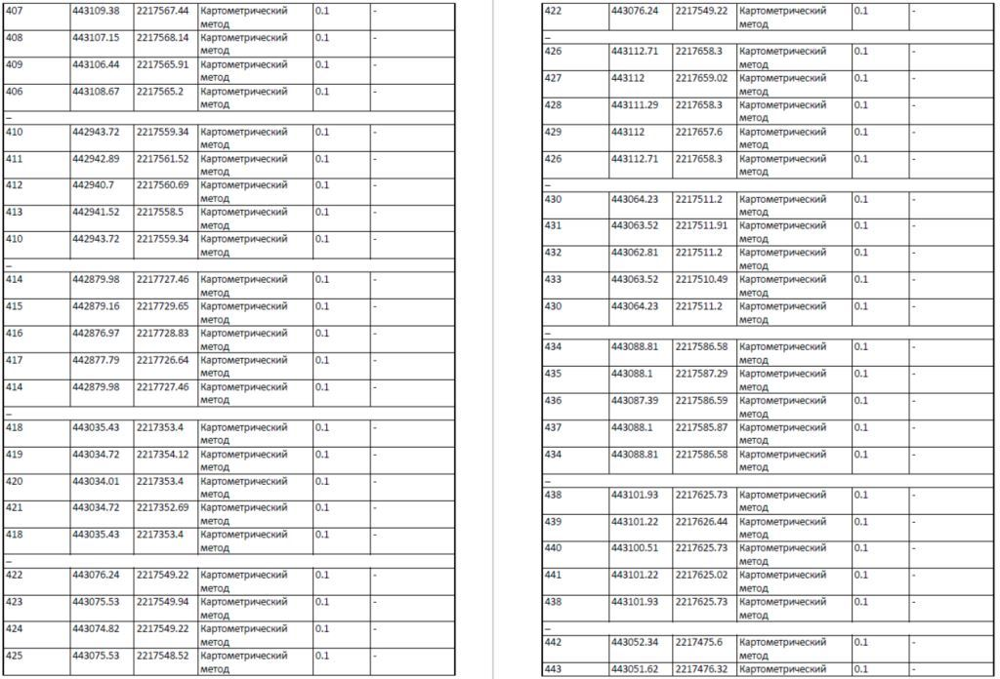 407 443109.38 2217567.44 Картометрический 0.1 -
метод
408 443107.15 2217568.14 Картометрический 0.1 -
метод
409 443106.44 2217565.91 Картометрический 0.1 -
метод
406 443108.67 2217565.2 Картометрический 0.1 -
метод
–
410 442943.72 2217559.34 Картометрический 0.1 -
метод
411 442942.89 2217561.52 Картометрический 0.1 -
метод
412 442940.7 2217560.69 Картометрический 0.1 -
метод
413 442941.52 2217558.5 Картометрический 0.1 -
метод
410 442943.72 2217559.34 Картометрический 0.1 -
метод
–
414 442879.98 2217727.46 Картометрический 0.1 -
метод
415 442879.16 2217729.65 Картометрический 0.1 -
метод
416 442876.97 2217728.83 Картометрический 0.1 -
метод
417 442877.79 2217726.64 Картометрический 0.1 -
метод
414 442879.98 2217727.46 Картометрический 0.1 -
метод
–
418 443035.43 2217353.4 Картометрический 0.1 -
метод
419 443034.72 2217354.12 Картометрический 0.1 -
метод
420 443034.01 2217353.4 Картометрический 0.1 -
метод
421 443034.72 2217352.69 Картометрический 0.1 -
метод
418 443035.43 2217353.4 Картометрический 0.1 -
метод
–
422 443076.24 2217549.22 Картометрический 0.1 -
метод
423 443075.53 2217549.94 Картометрический 0.1 -
метод
424 443074.82 2217549.22 Картометрический 0.1 -
метод
425 443075.53 2217548.52 Картометрический 0.1 -
метод
422 443076.24 2217549.22 Картометрический 0.1 -
метод
–
426 443112.71 2217658.3 Картометрический 0.1 -
метод
427 443112 2217659.02 Картометрический 0.1 -
метод
428 443111.29 2217658.3 Картометрический 0.1 -
метод
429 443112 2217657.6 Картометрический 0.1 -
метод
426 443112.71 2217658.3 Картометрический 0.1 -
метод
–
430 443064.23 2217511.2 Картометрический 0.1 -
метод
431 443063.52 2217511.91 Картометрический 0.1 -
метод
432 443062.81 2217511.2 Картометрический 0.1 -
метод
433 443063.52 2217510.49 Картометрический 0.1 -
метод
430 443064.23 2217511.2 Картометрический 0.1 -
метод
–
434 443088.81 2217586.58 Картометрический 0.1 -
метод
435 443088.1 2217587.29 Картометрический 0.1 -
метод
436 443087.39 2217586.59 Картометрический 0.1 -
метод
437 443088.1 2217585.87 Картометрический 0.1 -
метод
434 443088.81 2217586.58 Картометрический 0.1 -
метод
–
438 443101.93 2217625.73 Картометрический 0.1 -
метод
439 443101.22 2217626.44 Картометрический 0.1 -
метод
440 443100.51 2217625.73 Картометрический 0.1 -
метод
441 443101.22 2217625.02 Картометрический 0.1 -
метод
438 443101.93 2217625.73 Картометрический 0.1 -
метод
–
442 443052.34 2217475.6 Картометрический 0.1 -
метод
443 443051.62 2217476.32 Картометрический 0.1 -